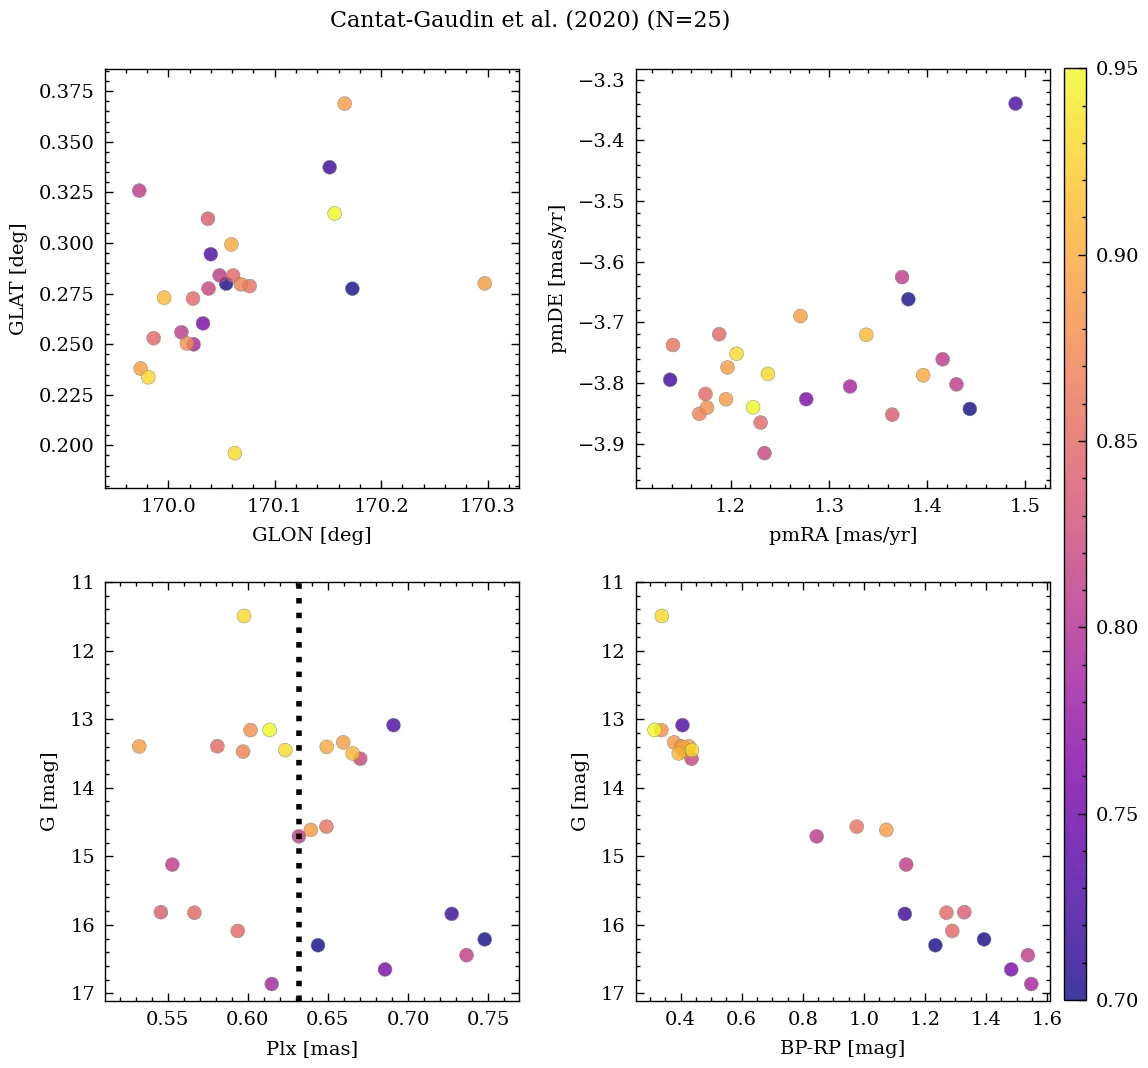 Cantat-Gaudin et al. (2020) (N=25)
0.375
0.350
0.325
0.300
0.275
0.250
0.225
0.200
GLAT [deg]
170.0 170.1 170.2 170.3
GLON [deg]
−3.3
−3.4
−3.5
−3.6
−3.7
−3.8
−3.9
pmDE [mas/yr]
1.2 1.3 1.4 1.5
pmRA [mas/yr]
11
12
13
14
15
16
17
G [mag]
0.55 0.60 0.65 0.70 0.75
Plx [mas]
11
12
13
14
15
16
17
G [mag]
0.4 0.6 0.8 1.0 1.2 1.4 1.6
BP-RP [mag]
0.95
0.90
0.85
0.80
0.75
0.70